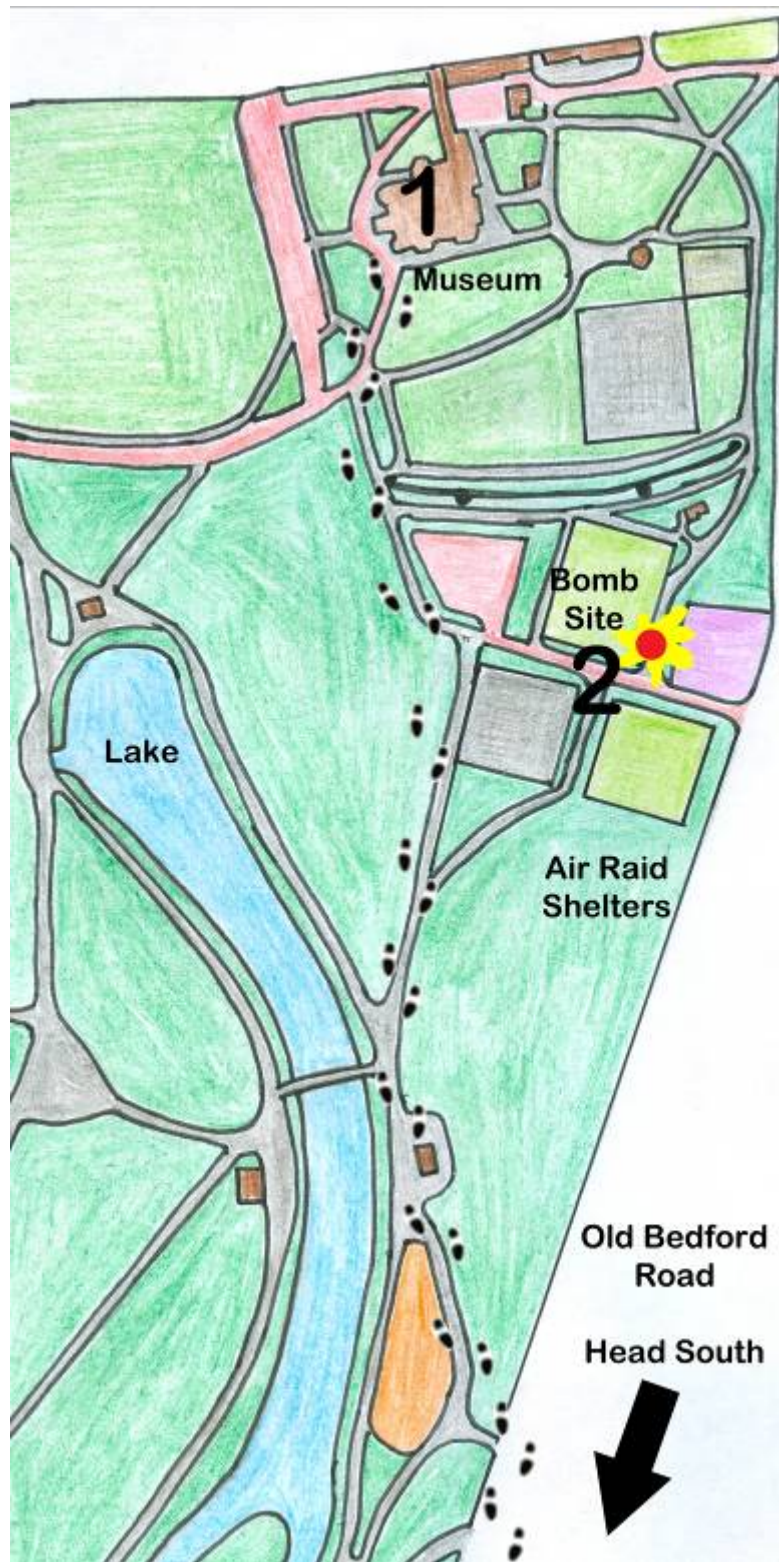 1
Museum
Bomb
Site
2
Lake
Air Raid
Shelters
Old Bedford
Road
Head South